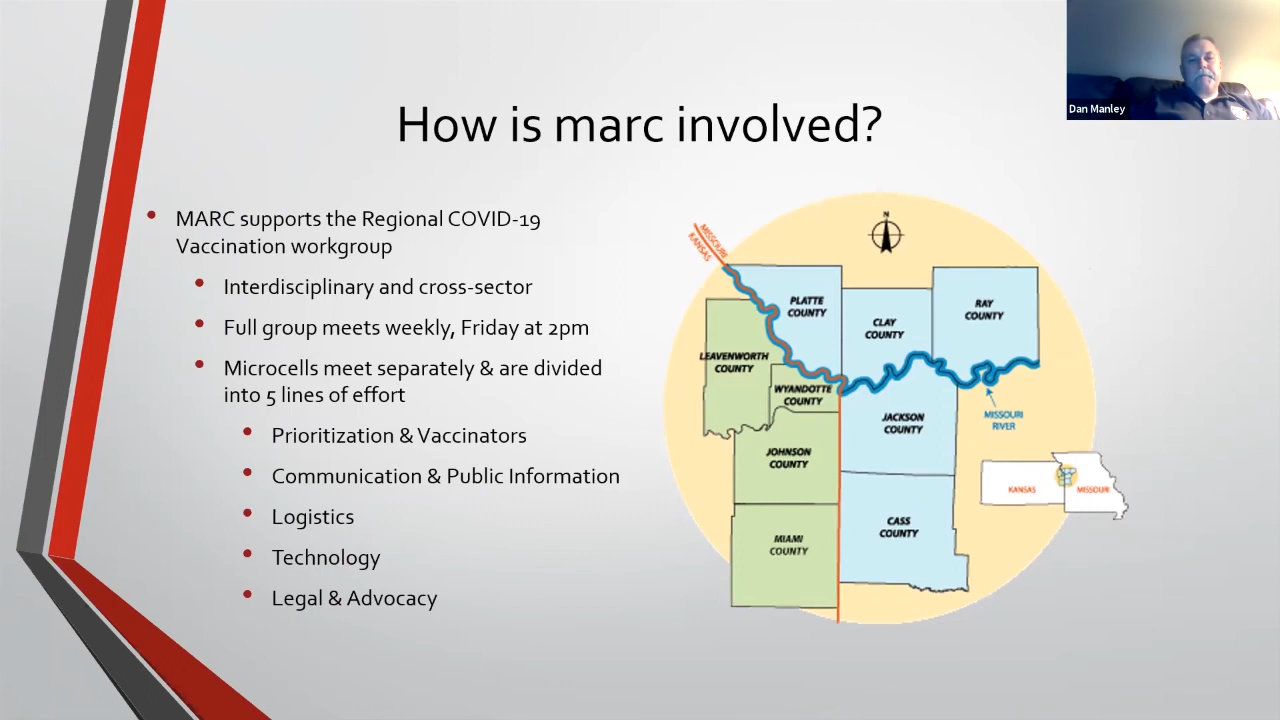 Dan Manley
How is marc involved?
MARC supports the Regional COVID-19
Vaccination workgroup
Interdisciplinary and cross-sector
Full group meets weekly, Friday at 2pm
Microcells meet separately & are divided
into 5 lines of effort
Prioritization & Vaccinators
Communication & Public Information
Logistics
Technology
Legal & Advocacy
N
MISSOURI
KANSAS
PLATTE
COUNTY
CLAY
COUNTY
RAY
COUNTY
LEAVENWORTH
COUNTY
WYANDOTTE
COUNTY
JACKSON
COUNTY
MISSOURI
RIVER
JOHNSON
COUNTY
CASS
COUNTY
MIAMI
COUNTY
KANSAS
MISSOURI